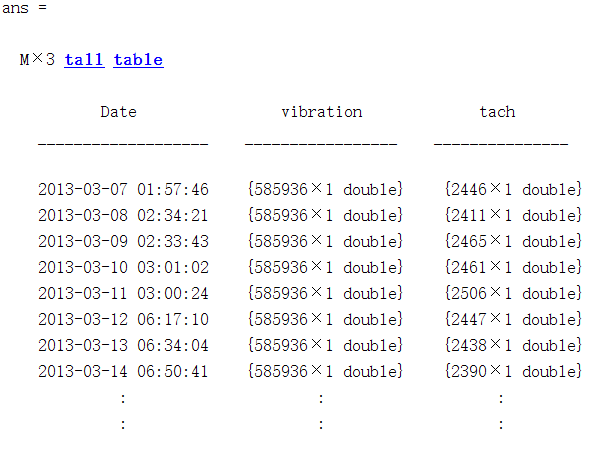 ans =
M×3 tall table
Date vibration tach
___________________ _________________ _______________
2013-03-07 01:57:46 {585936×1 double} {2446×1 double}
2013-03-08 02:34:21 {585936×1 double} {2411×1 double}
2013-03-09 02:33:43 {585936×1 double} {2465×1 double}
2013-03-10 03:01:02 {585936×1 double} {2461×1 double}
2013-03-11 03:00:24 {585936×1 double} {2506×1 double}
2013-03-12 06:17:10 {585936×1 double} {2447×1 double}
2013-03-13 06:34:04 {585936×1 double} {2438×1 double}
2013-03-14 06:50:41 {585936×1 double} {2390×1 double}
: : :
: : :